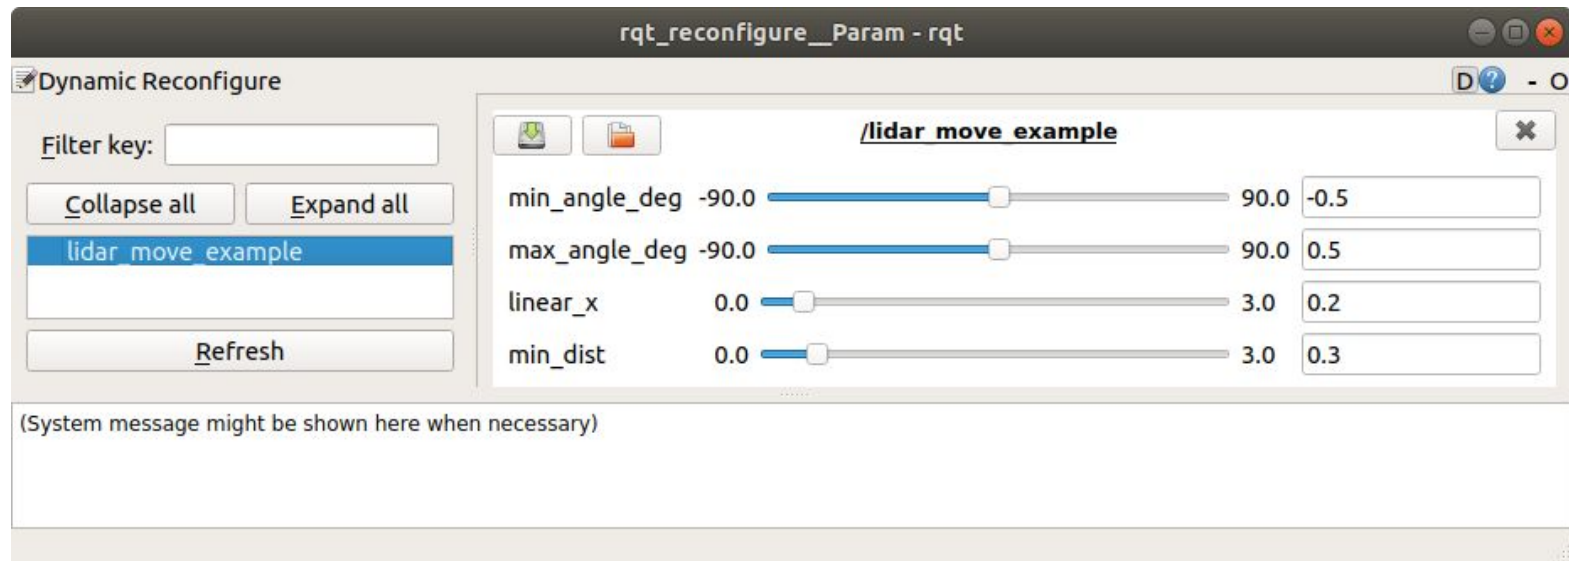 rqt_reconfigure__Param - rqt
Dynamic Reconfigure
D ? - O
Filter key:
Collapse all
Expand all
lidar_move_example
Refresh
/lidar_move_example
min_angle_deg -90.0 90.0 -0.5
max_angle_deg -90.0 90.0 0.5
linear_x 0.0 3.0 0.2
min_dist 0.0 3.0 0.3
(System message might be shown here when necessary)